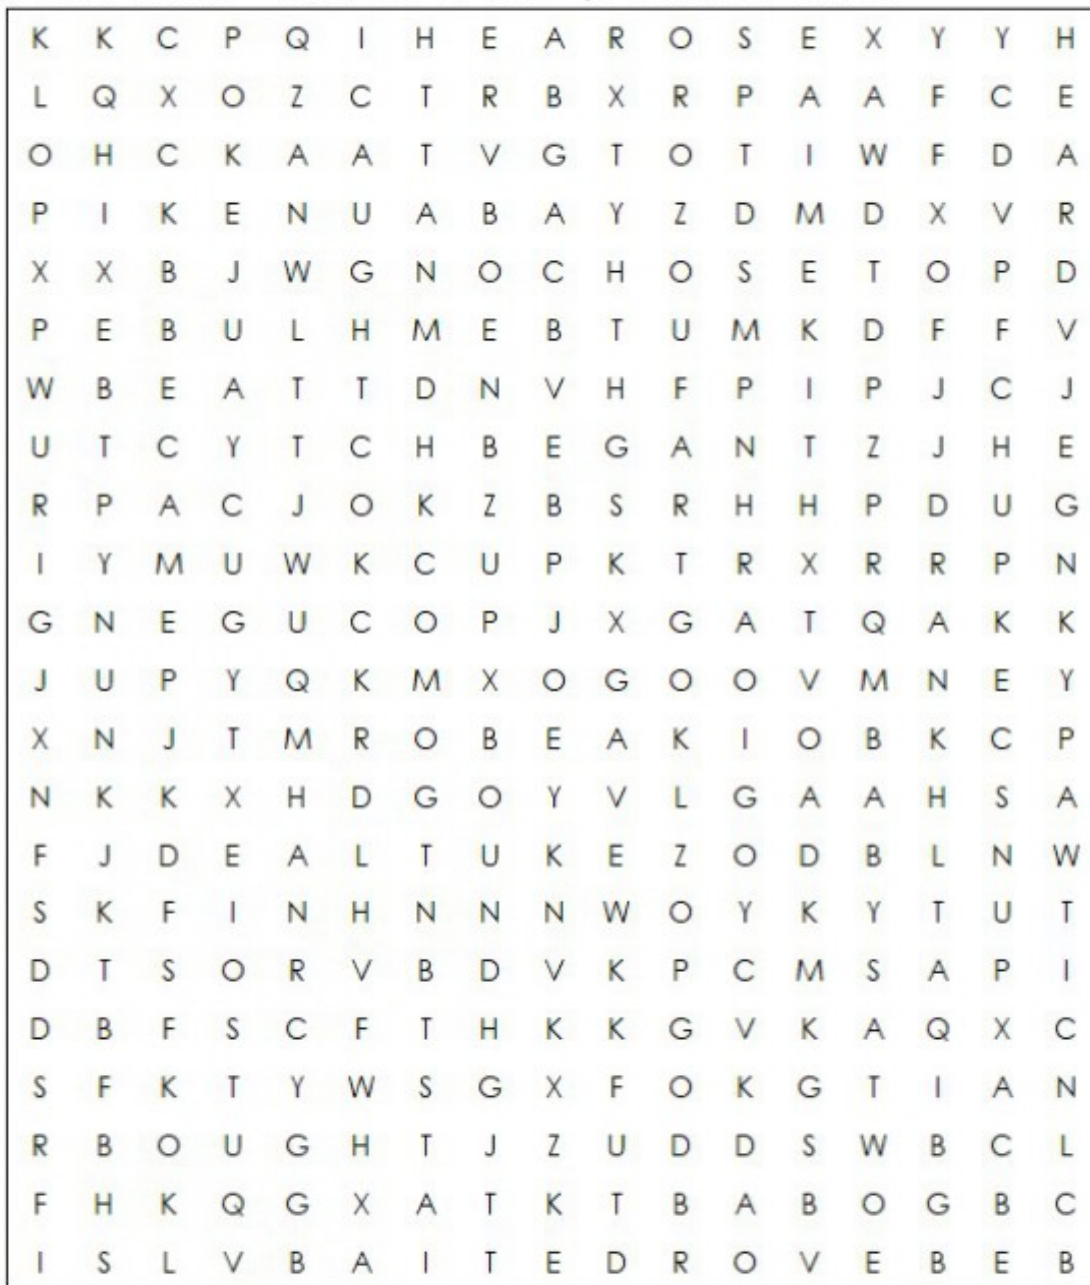 K K C P Q I H E A R O S E X Y Y H
L Q X O Z C T R B X R P A A F C E
O H C K A A T V G T O T I W F D A
P I K E N U A B A Y Z D M D X V R
X X B J W G N O C H O S E T O P D
P E B U L H M E B T U M K D F F V
W B E A T T D N V H F P I P J C J
U T C Y T C H B E G A N T Z J H E
R P A C J O K Z B S R H H P D U G
I Y M U W K C U P K T R X R R P N
G N E G U C O P J X G A T Q A K K
J U P Y Q K M X O G O O V M N E Y
X N J T M R O B E A K I O B K C P
N K K X H D G O Y V L G A A H S A
F J D E A L T U K E Z O D B L N W
S K F I N H N N N W O Y K Y T U T
D T S O R V B D V K P C M S A P I
D B F S C F T H K K G V K A Q X C
S F K T Y W S G X F O K G T I A N
R B O U G H T J Z U D D S W B C L
F H K Q G X A T K T B A B O G B C
I S L V B A I T E D R O V E B E B